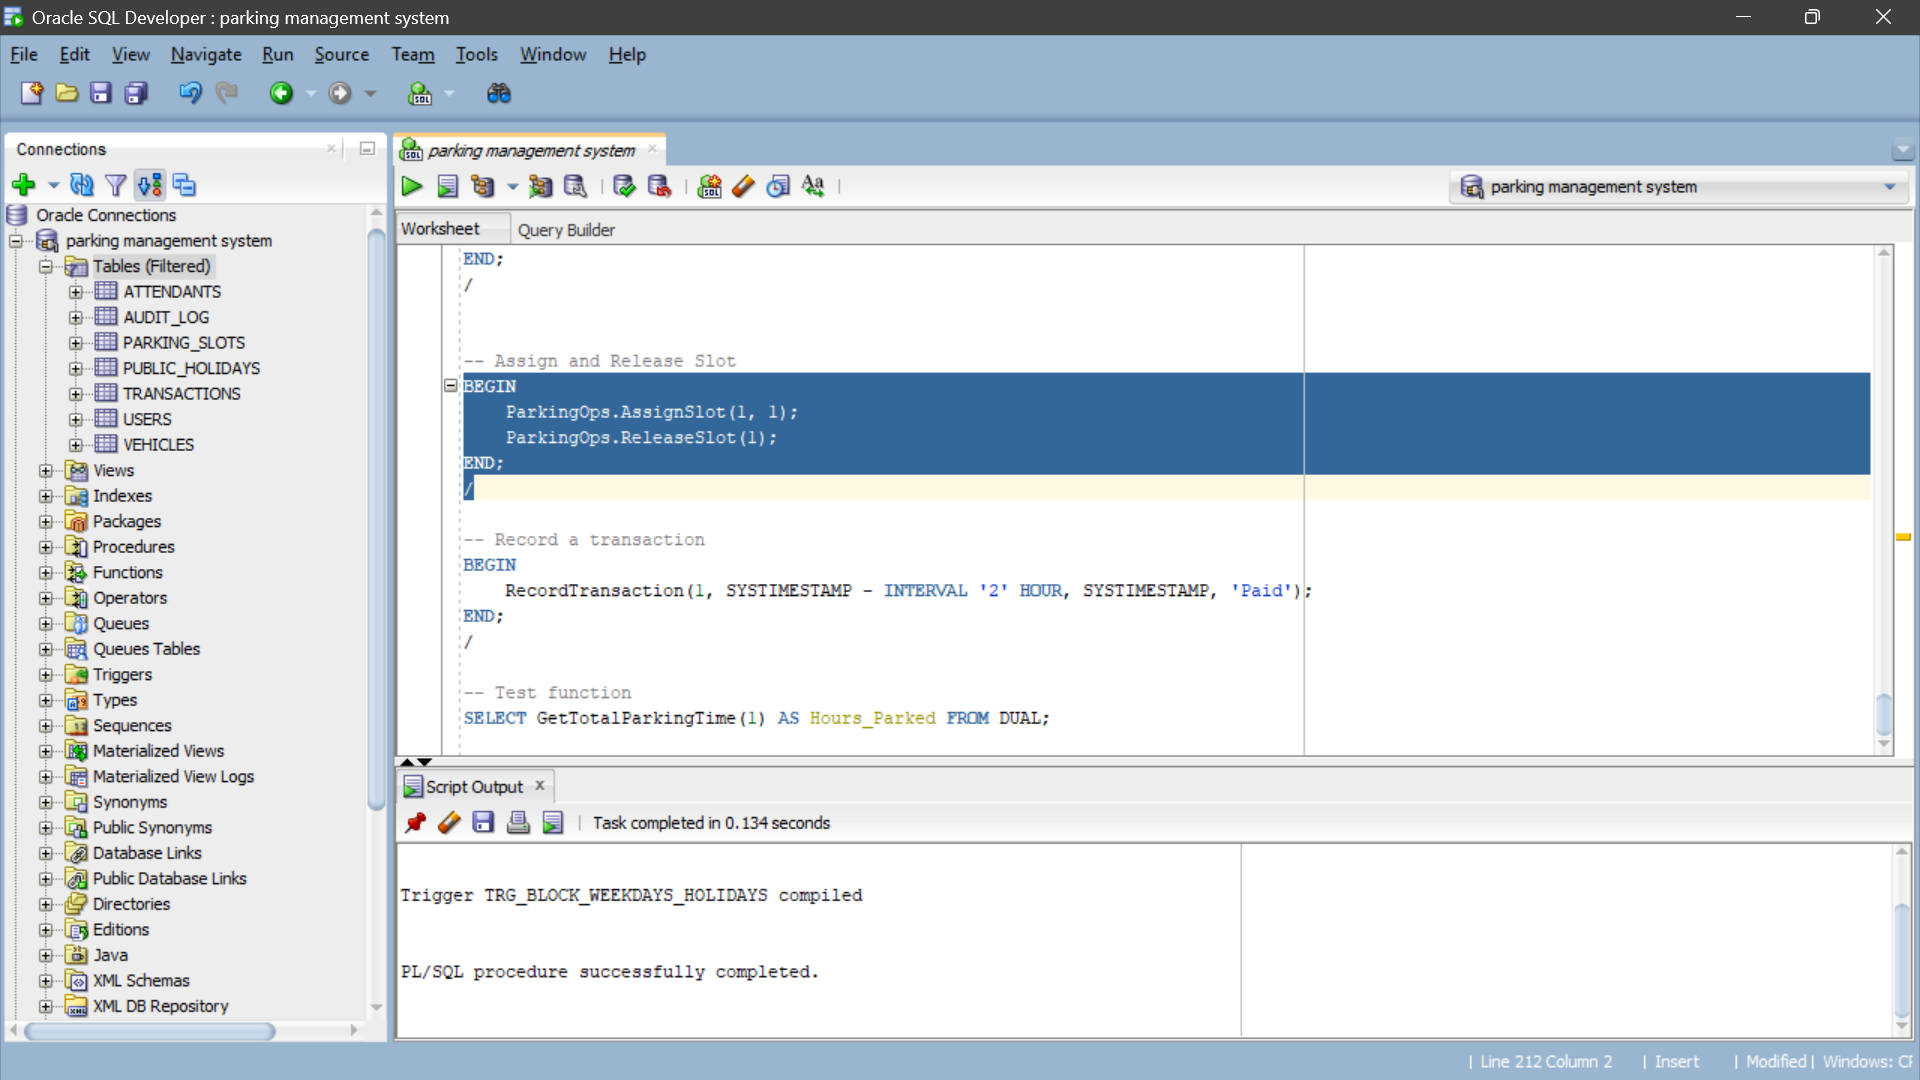 Oracle SQL Developer : parking management system
File Edit View Navigate Run Source Team Tools Window Help
Connections
Oracle Connections
parking management system
Tables (Filtered)
ATTENDANTS
AUDIT_LOG
PARKING_SLOTS
PUBLIC_HOLIDAYS
TRANSACTIONS
USERS
VEHICLES
Views
Indexes
Packages
Procedures
Functions
Operators
Queues
Queues Tables
Triggers
Types
Sequences
Materialized Views
Materialized View Logs
Synonyms
Public Synonyms
Database Links
Public Database Links
Directories
Editions
Java
XML Schemas
XML DB Repository
parking management system
parking management system
Worksheet Query Builder
END;
/
-- Assign and Release Slot
BEGIN
ParkingOps.AssignSlot(1, 1);
ParkingOps.ReleaseSlot(1);
END;
/
-- Record a transaction
BEGIN
RecordTransaction(1, SYSTIMESTAMP - INTERVAL '2' HOUR, SYSTIMESTAMP, 'Paid');
END;
/
-- Test function
SELECT GetTotalParkingTime(1) AS Hours_Parked FROM DUAL;
Script Output
Task completed in 0.134 seconds
Trigger TRG_BLOCK_WEEKDAYS_HOLIDAYS compiled
PL/SQL procedure successfully completed.
| Line 212 Column 2 | Insert | Modified | Windows: